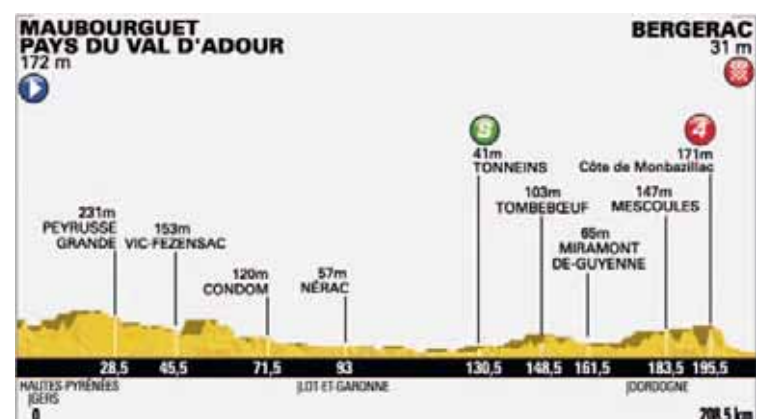 MAUBOURGUET
PAYS DU VAL D'ADOUR
172 m
BERGERAC
31 m
S
4
41m
TONNEINS
171m
Côte de Monbazillac
103m
TOMBEBŒUF
147m
MESCOULES
231m
PEYRUSSE
GRANDE
153m
VIC-FEZENSAC
65m
MIRAMONT
DE-GUYENNE
120m
CONDOM
57m
NÉRAC
28,5 45,5 71,5 93 130,5 148,5 161,5 183,5 195,5
HAUTES-PYRÉNÉES
GERS
LOT-ET-GARONNE
DORDOGNE
0
208,5 km